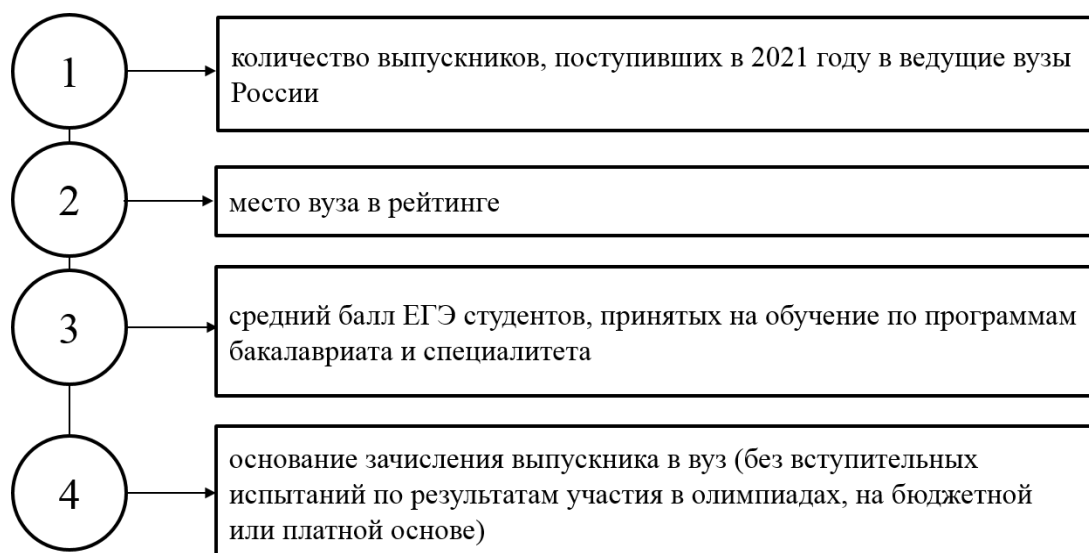 1
количество выпускников, поступивших в 2021 году в ведущие вузы
России
2
место вуза в рейтинге
3
средний балл ЕГЭ студентов, принятых на обучение по программам
бакалавриата и специалитета
4
основание зачисления выпускника в вуз (без вступительных
испытаний по результатам участия в олимпиадах, на бюджетной
или платной основе)